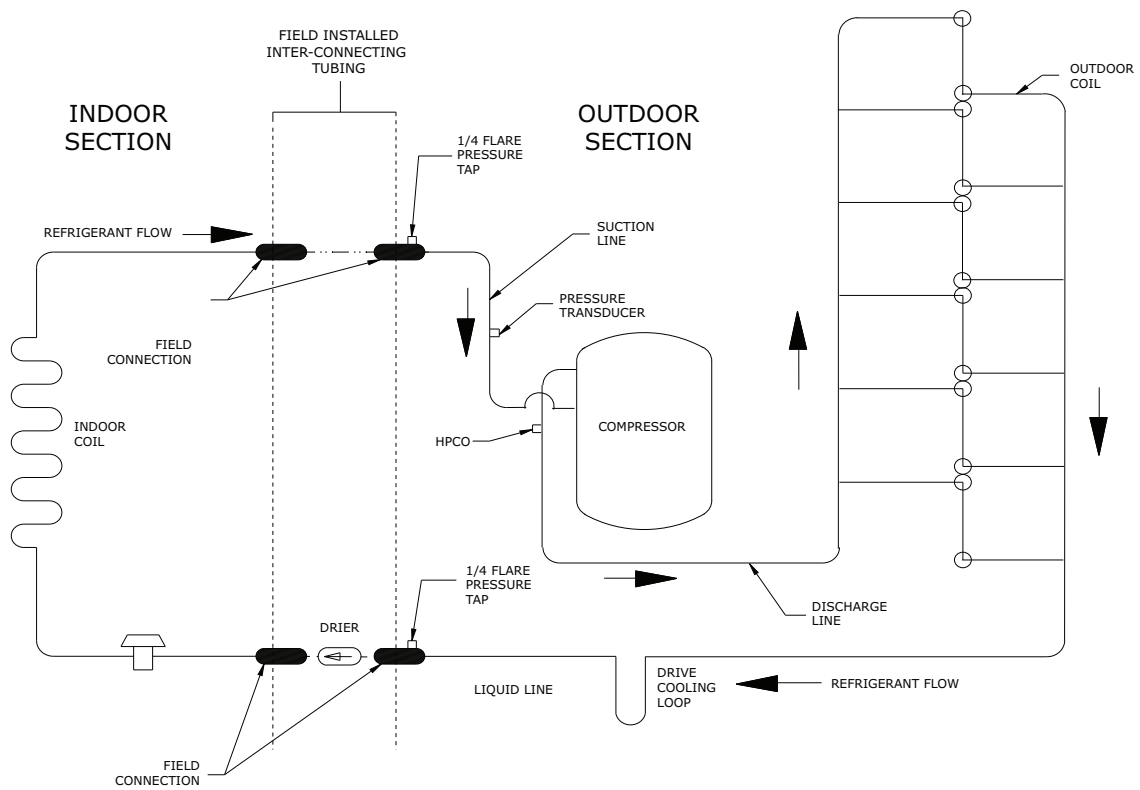 FIELD INSTALLED
INTER-CONNECTING
TUBING
INDOOR
SECTION
OUTDOOR
SECTION
OUTDOOR
COIL
1/4 FLARE
PRESSURE
TAP
REFRIGERANT FLOW
SUCTION
LINE
PRESSURE
TRANSDUCER
FIELD
CONNECTION
INDOOR
COIL
HPCO
COMPRESSOR
1/4 FLARE
PRESSURE
TAP
DISCHARGE
LINE
DRIER
LIQUID LINE
DRIVE
COOLING
LOOP
REFRIGERANT FLOW
FIELD
CONNECTION